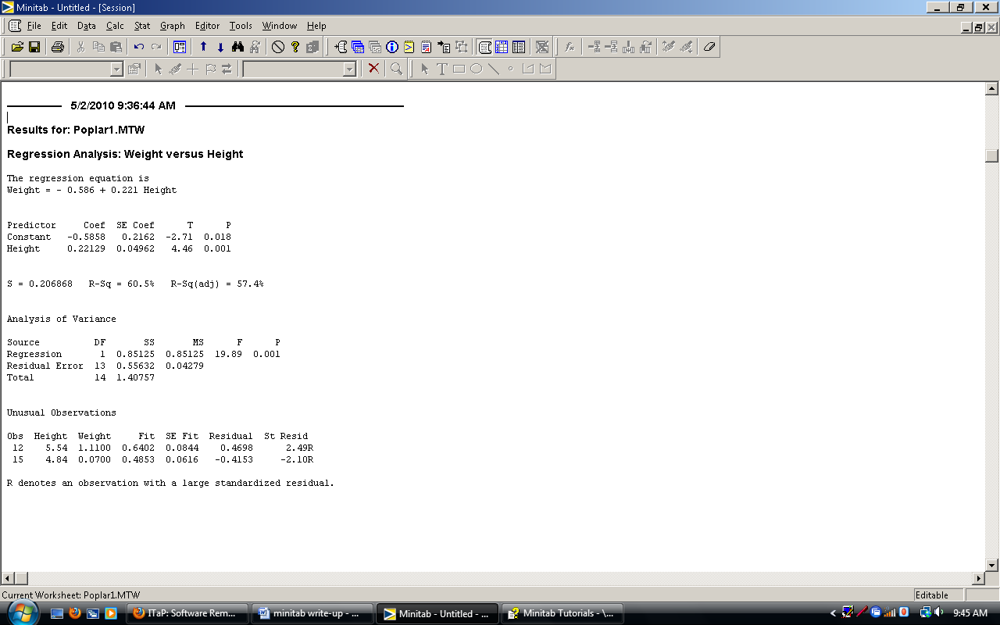 Minitab - Untitled - [Session]
File Edit Data Calc Stat Graph Editor Tools Window Help
5/2/2010 9:36:44 AM
Results for: Poplar1.MTW
Regression Analysis: Weight versus Height
The regression equation is
Weight = - 0.586 + 0.221 Height
Predictor Coef SE Coef T P
Constant -0.5858 0.2162 -2.71 0.018
Height 0.22129 0.04962 4.46 0.001
S = 0.206868 R-Sq = 60.5% R-Sq(adj) = 57.4%
Analysis of Variance
Source DF SS MS F P
Regression 1 0.85125 0.85125 19.89 0.001
Residual Error 13 0.55632 0.04279
Total 14 1.40757
Unusual Observations
Obs Height Weight Fit SE Fit Residual St Resid
12 5.54 1.1100 0.6402 0.0844 0.4698 2.49R
15 4.84 0.0700 0.4853 0.0616 -0.4153 -2.10R
R denotes an observation with a large standardized residual.
Current Worksheet: Poplar1.MTW Editable
ITaP: Software Rem... minitab write-up - ... Minitab - Untitled - ... Minitab Tutorials - \... 9:45 AM